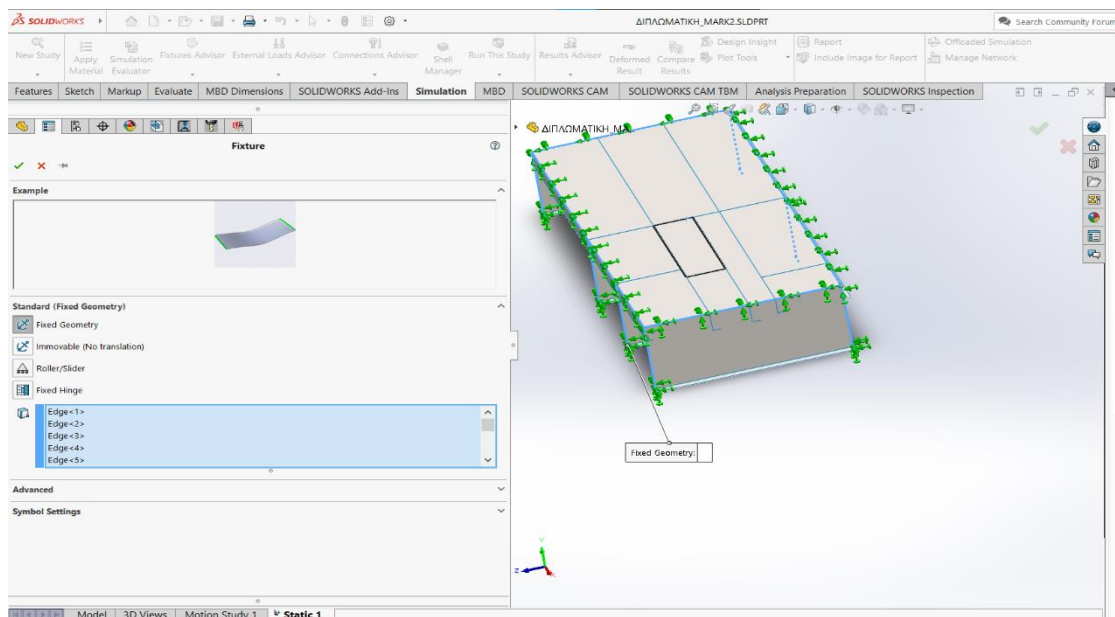 SOLIDWORKS
ΔΙΠΛΩΜΑΤΙΚΗ_MARK2.SLDPRT
Search Community Forum
New Study
Apply Material
Simulation Evaluator
Fixtures Advisor
External Loads Advisor
Connections Advisor
Shell Manager
Run This Study
Results Advisor
Deformed Result
Compare Results
Design Insight
Plot Tools
Report
Include Image for Report
Offloaded Simulation
Manage Network
Features Sketch Markup Evaluate MBD Dimensions SOLIDWORKS Add-Ins Simulation MBD SOLIDWORKS CAM SOLIDWORKS CAM TBM Analysis Preparation SOLIDWORKS Inspection
ΔΙΠΛΩΜΑΤΙΚΗ_MA
Fixture
Example
Standard (Fixed Geometry)
Fixed Geometry
Immovable (No translation)
Roller/Slider
Fixed Hinge
Edge<1>
Edge<2>
Edge<3>
Edge<4>
Edge<5>
Advanced
Symbol Settings
Fixed Geometry:
Y
Z
X
Model 3D Views Motion Study 1 Static 1